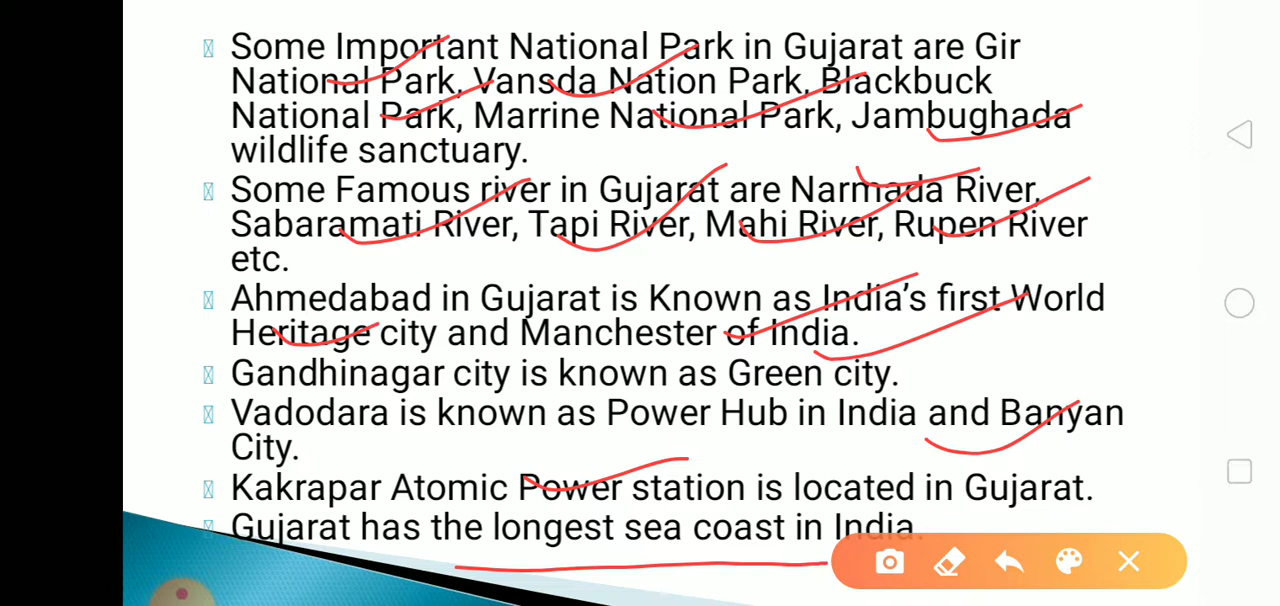 Some Important National Park in Gujarat are Gir
National Park, Vansda Nation Park, Blackbuck
National Park, Marrine National Park, Jambughada
wildlife sanctuary.
Some Famous river in Gujarat are Narmada River,
Sabaramati River, Tapi River, Mahi River, Rupen River
etc.
Ahmedabad in Gujarat is Known as India's first World
Heritage city and Manchester of India.
Gandhinagar city is known as Green city.
Vadodara is known as Power Hub in India and Banyan
City.
Kakrapar Atomic Power station is located in Gujarat.
Gujarat has the longest sea coast in India.